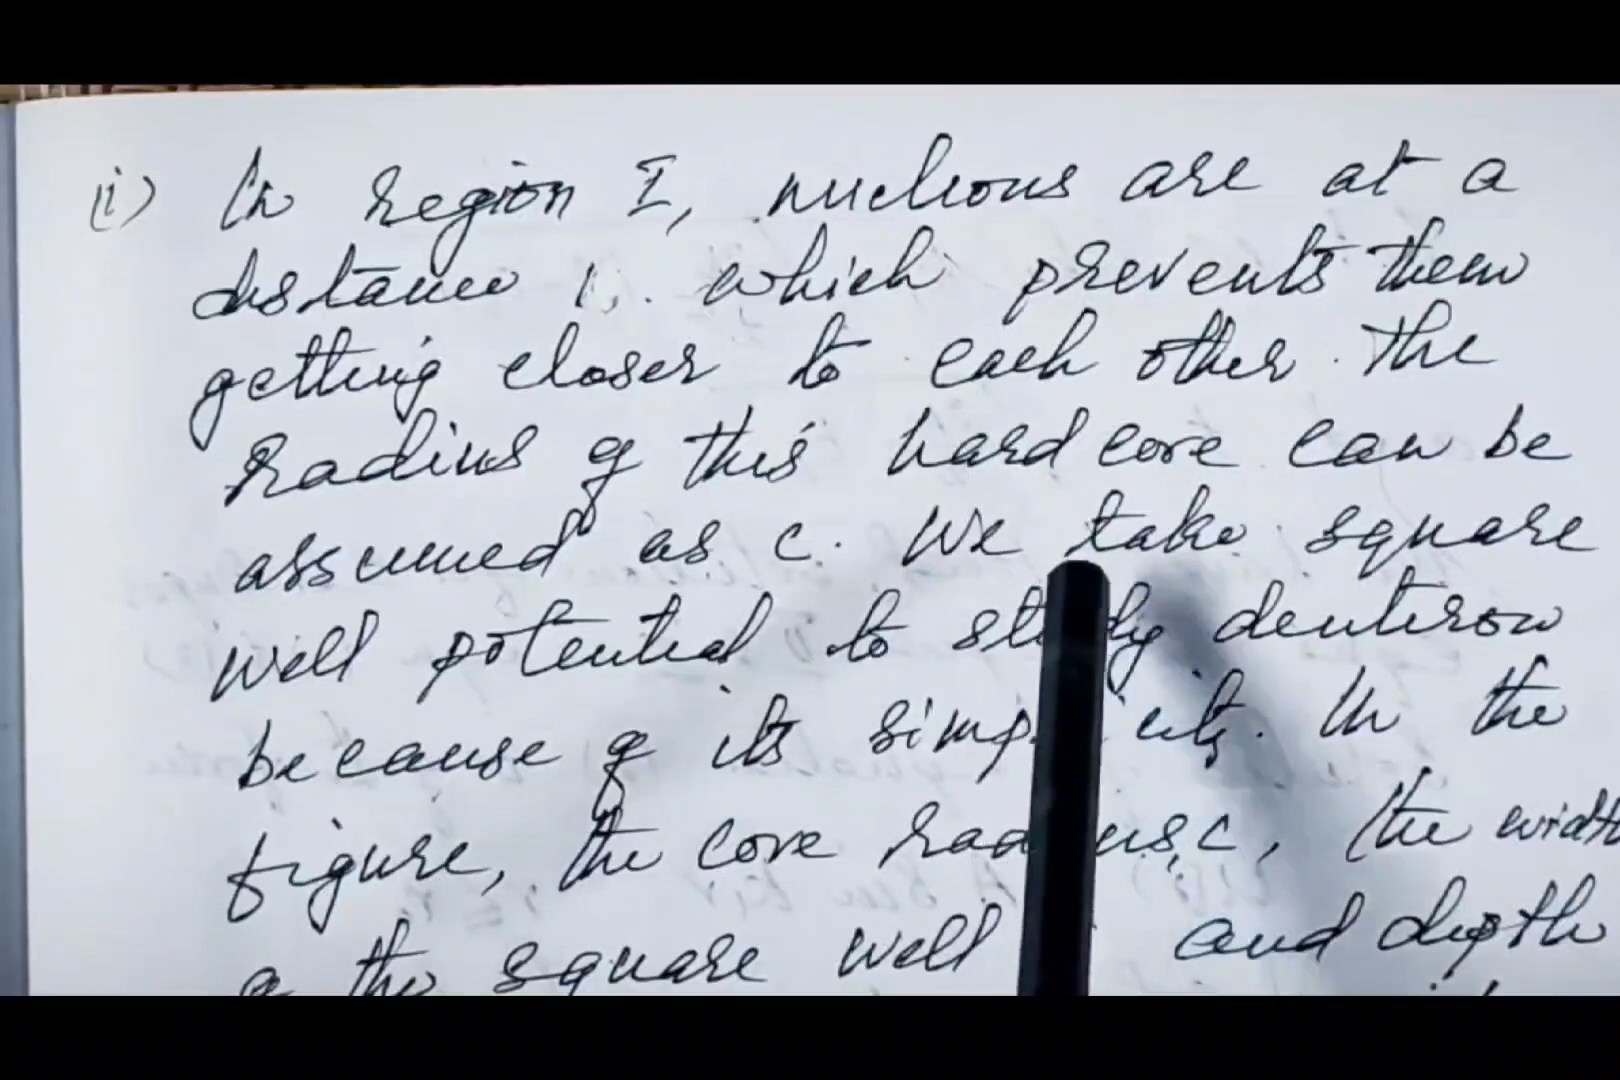 (i) In region I, nucleons are at a
distance 1, which prevents them
getting closer to each other. The
radius of this hard core can be
assumed as c. We take square
well potential to study deuteron
because of its simplicity. In the
figure, the core radius, c, (the width
of the square well and depth